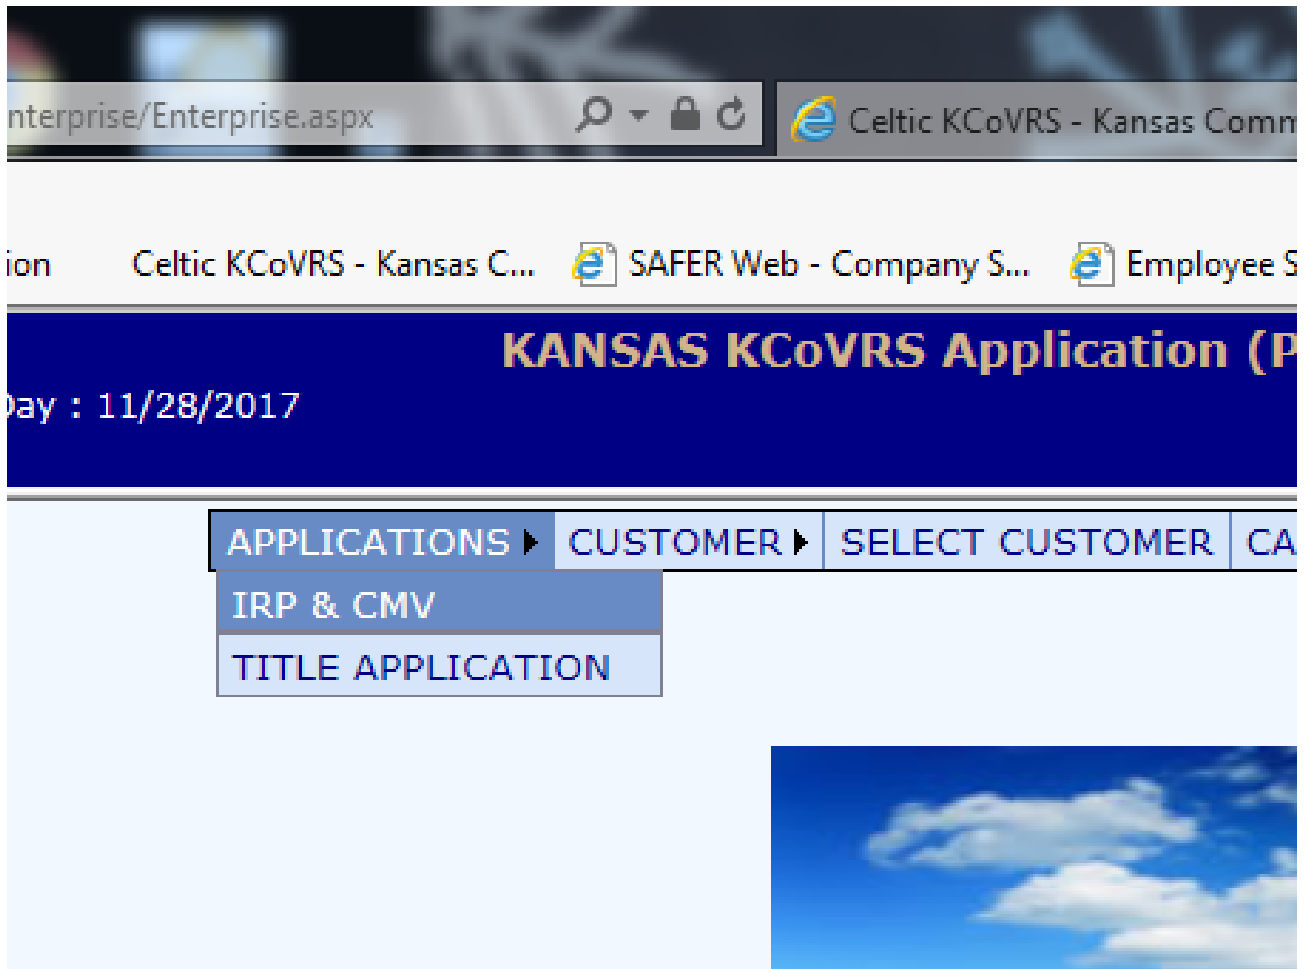 nterprise/Enterprise.aspx
Celtic KCoVRS - Kansas Comm
ion Celtic KCoVRS - Kansas C... SAFER Web - Company S... Employee S
KANSAS KCoVRS Application (P
Day : 11/28/2017
APPLICATIONS CUSTOMER SELECT CUSTOMER CA
IRP & CMV
TITLE APPLICATION